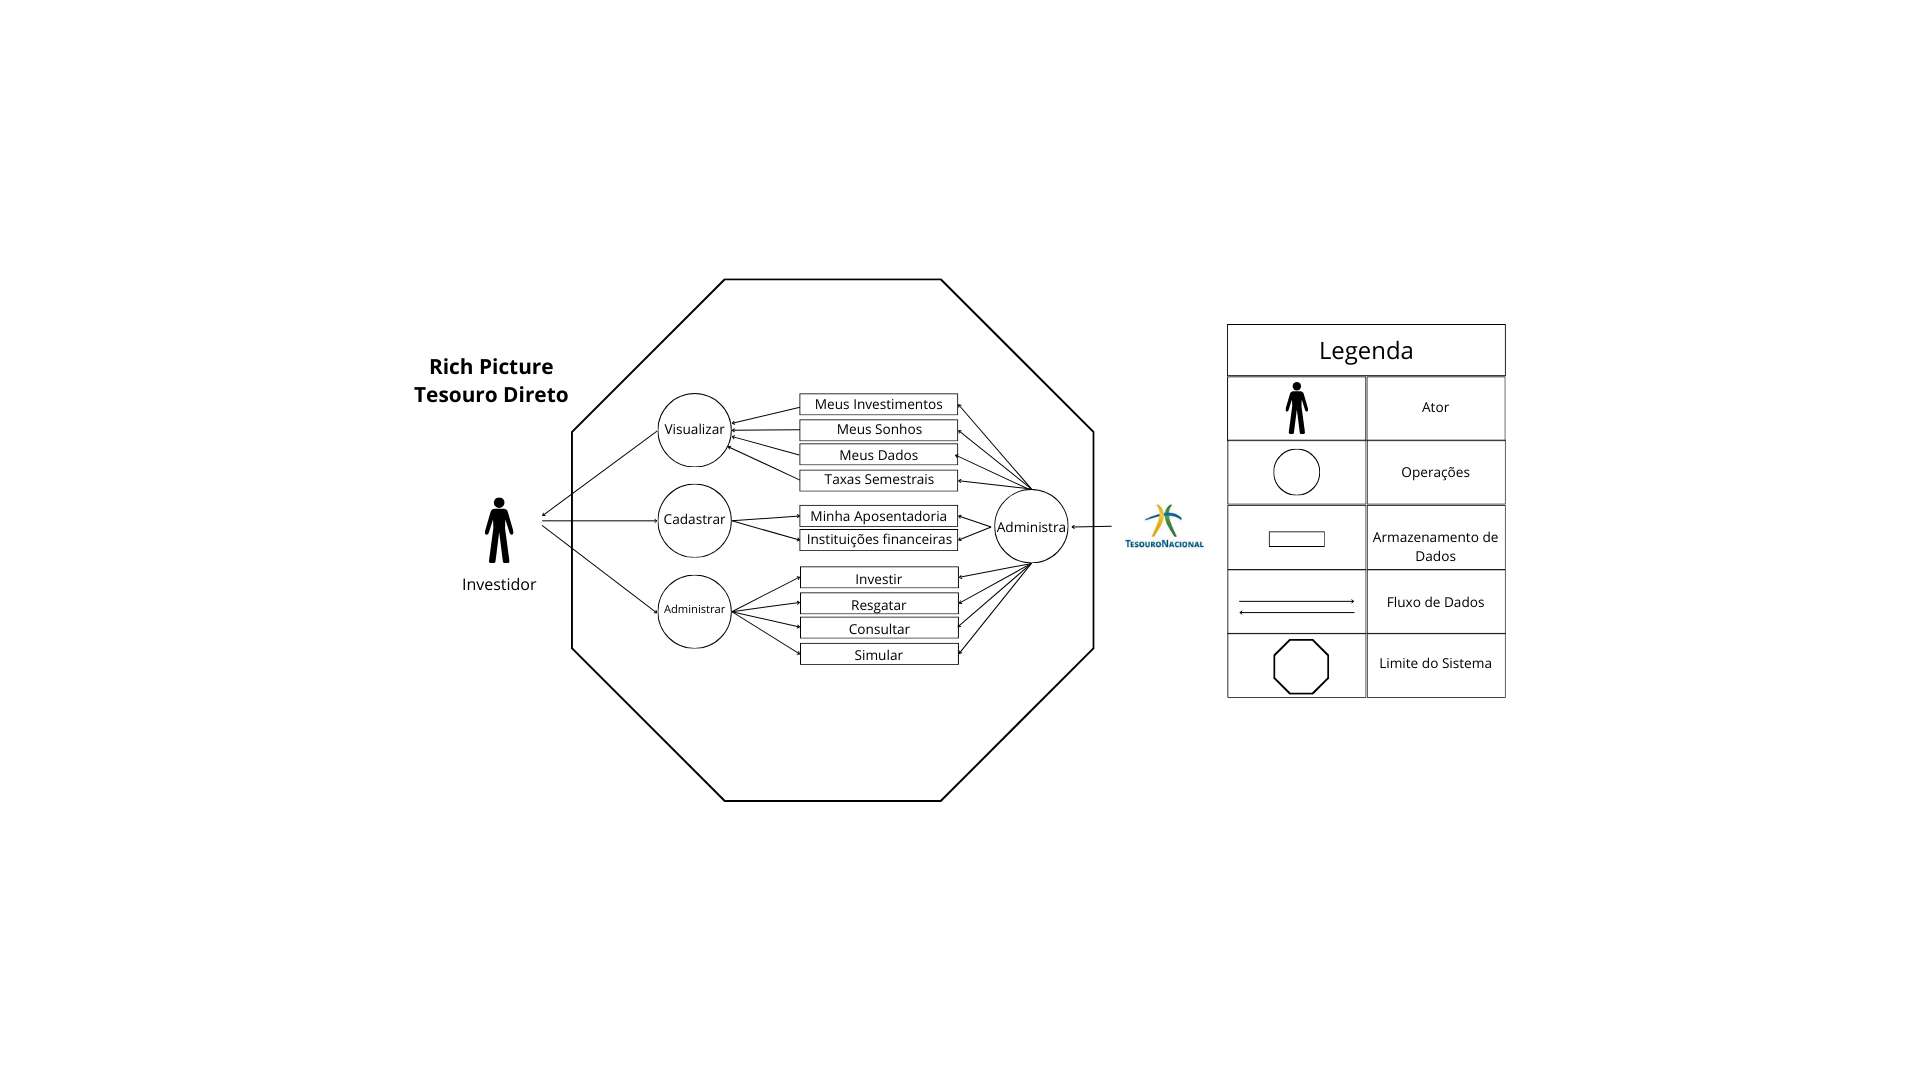 Rich Picture
Tesouro Direto
Investidor
Visualizar
Cadastrar
Administrar
Meus Investimentos
Meus Sonhos
Meus Dados
Taxas Semestrais
Minha Aposentadoria
Instituições financeiras
Investir
Resgatar
Consultar
Simular
Administra
TesouroNacional
Legenda
Ator
Operações
Armazenamento de
Dados
Fluxo de Dados
Limite do Sistema